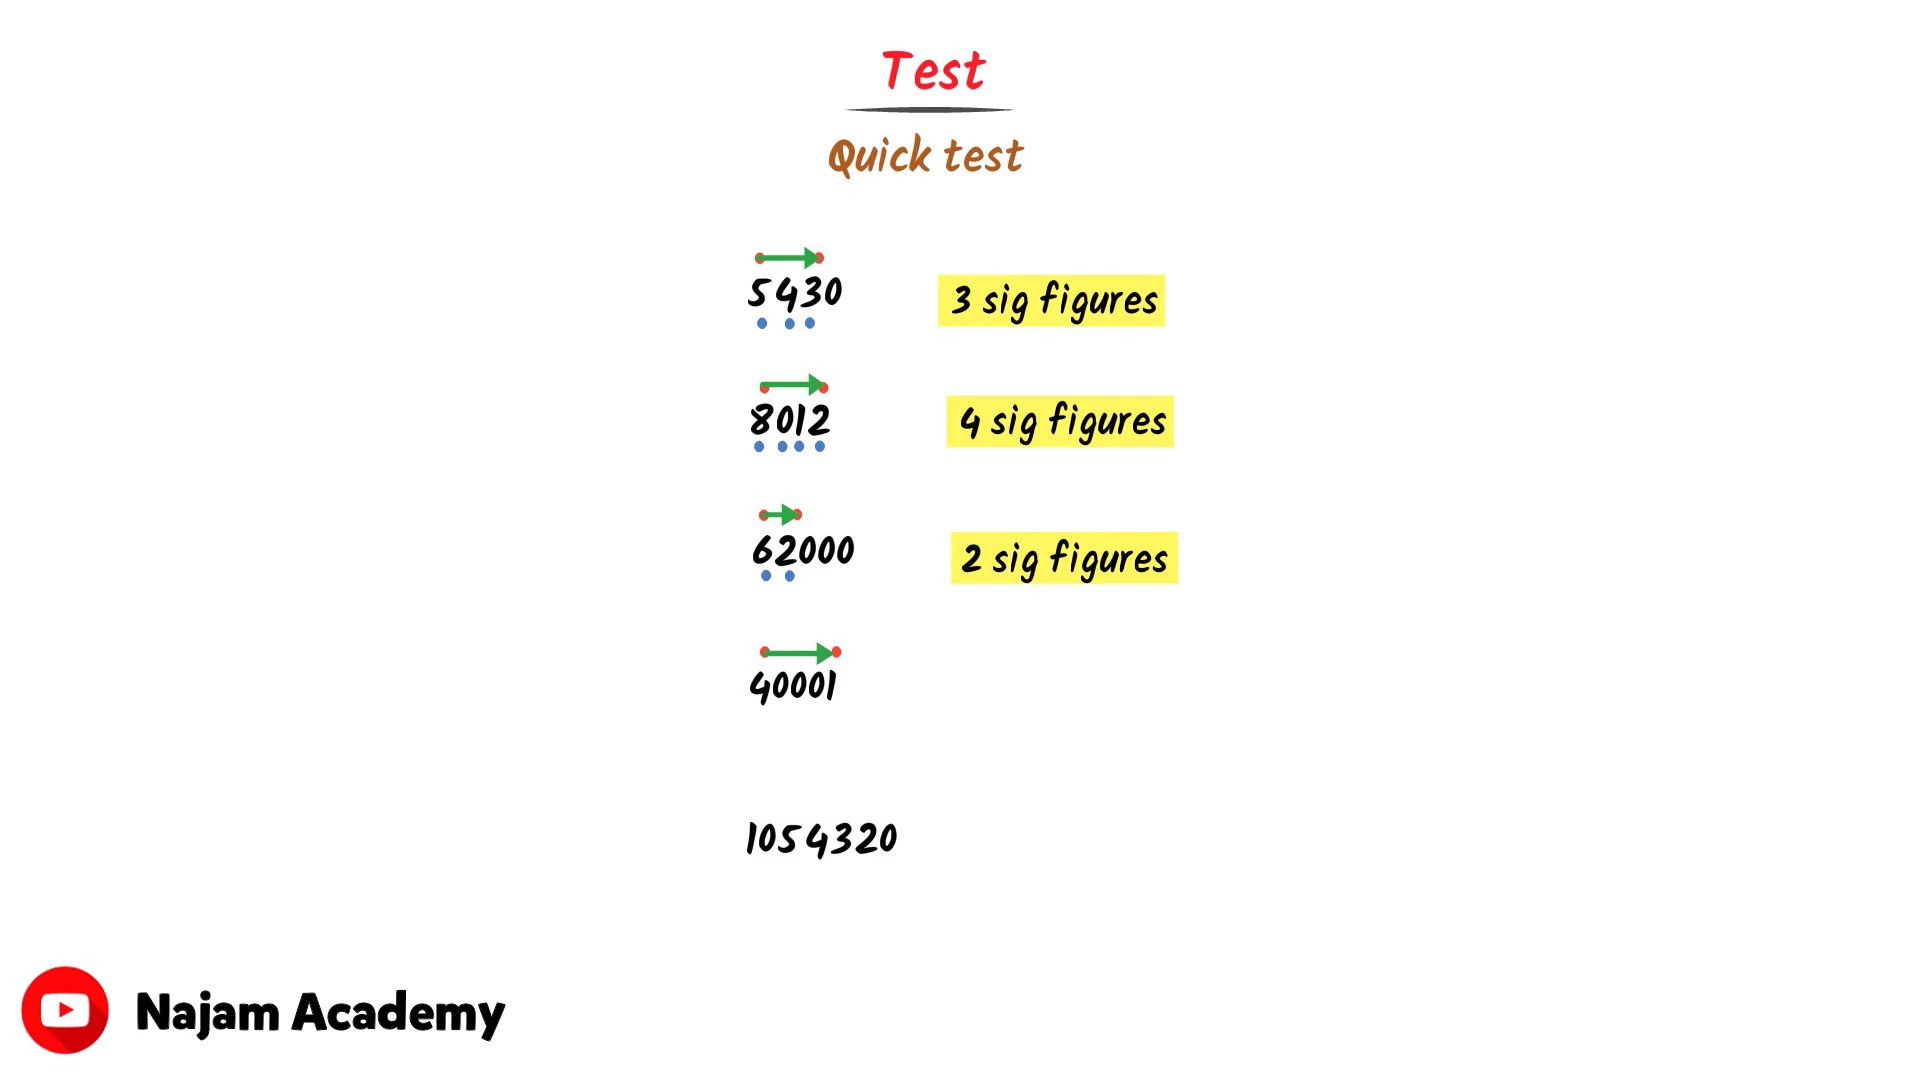 Test
Quick test
5430 3 sig figures
8012 4 sig figures
62000 2 sig figures
40001
1054320
Najam Academy